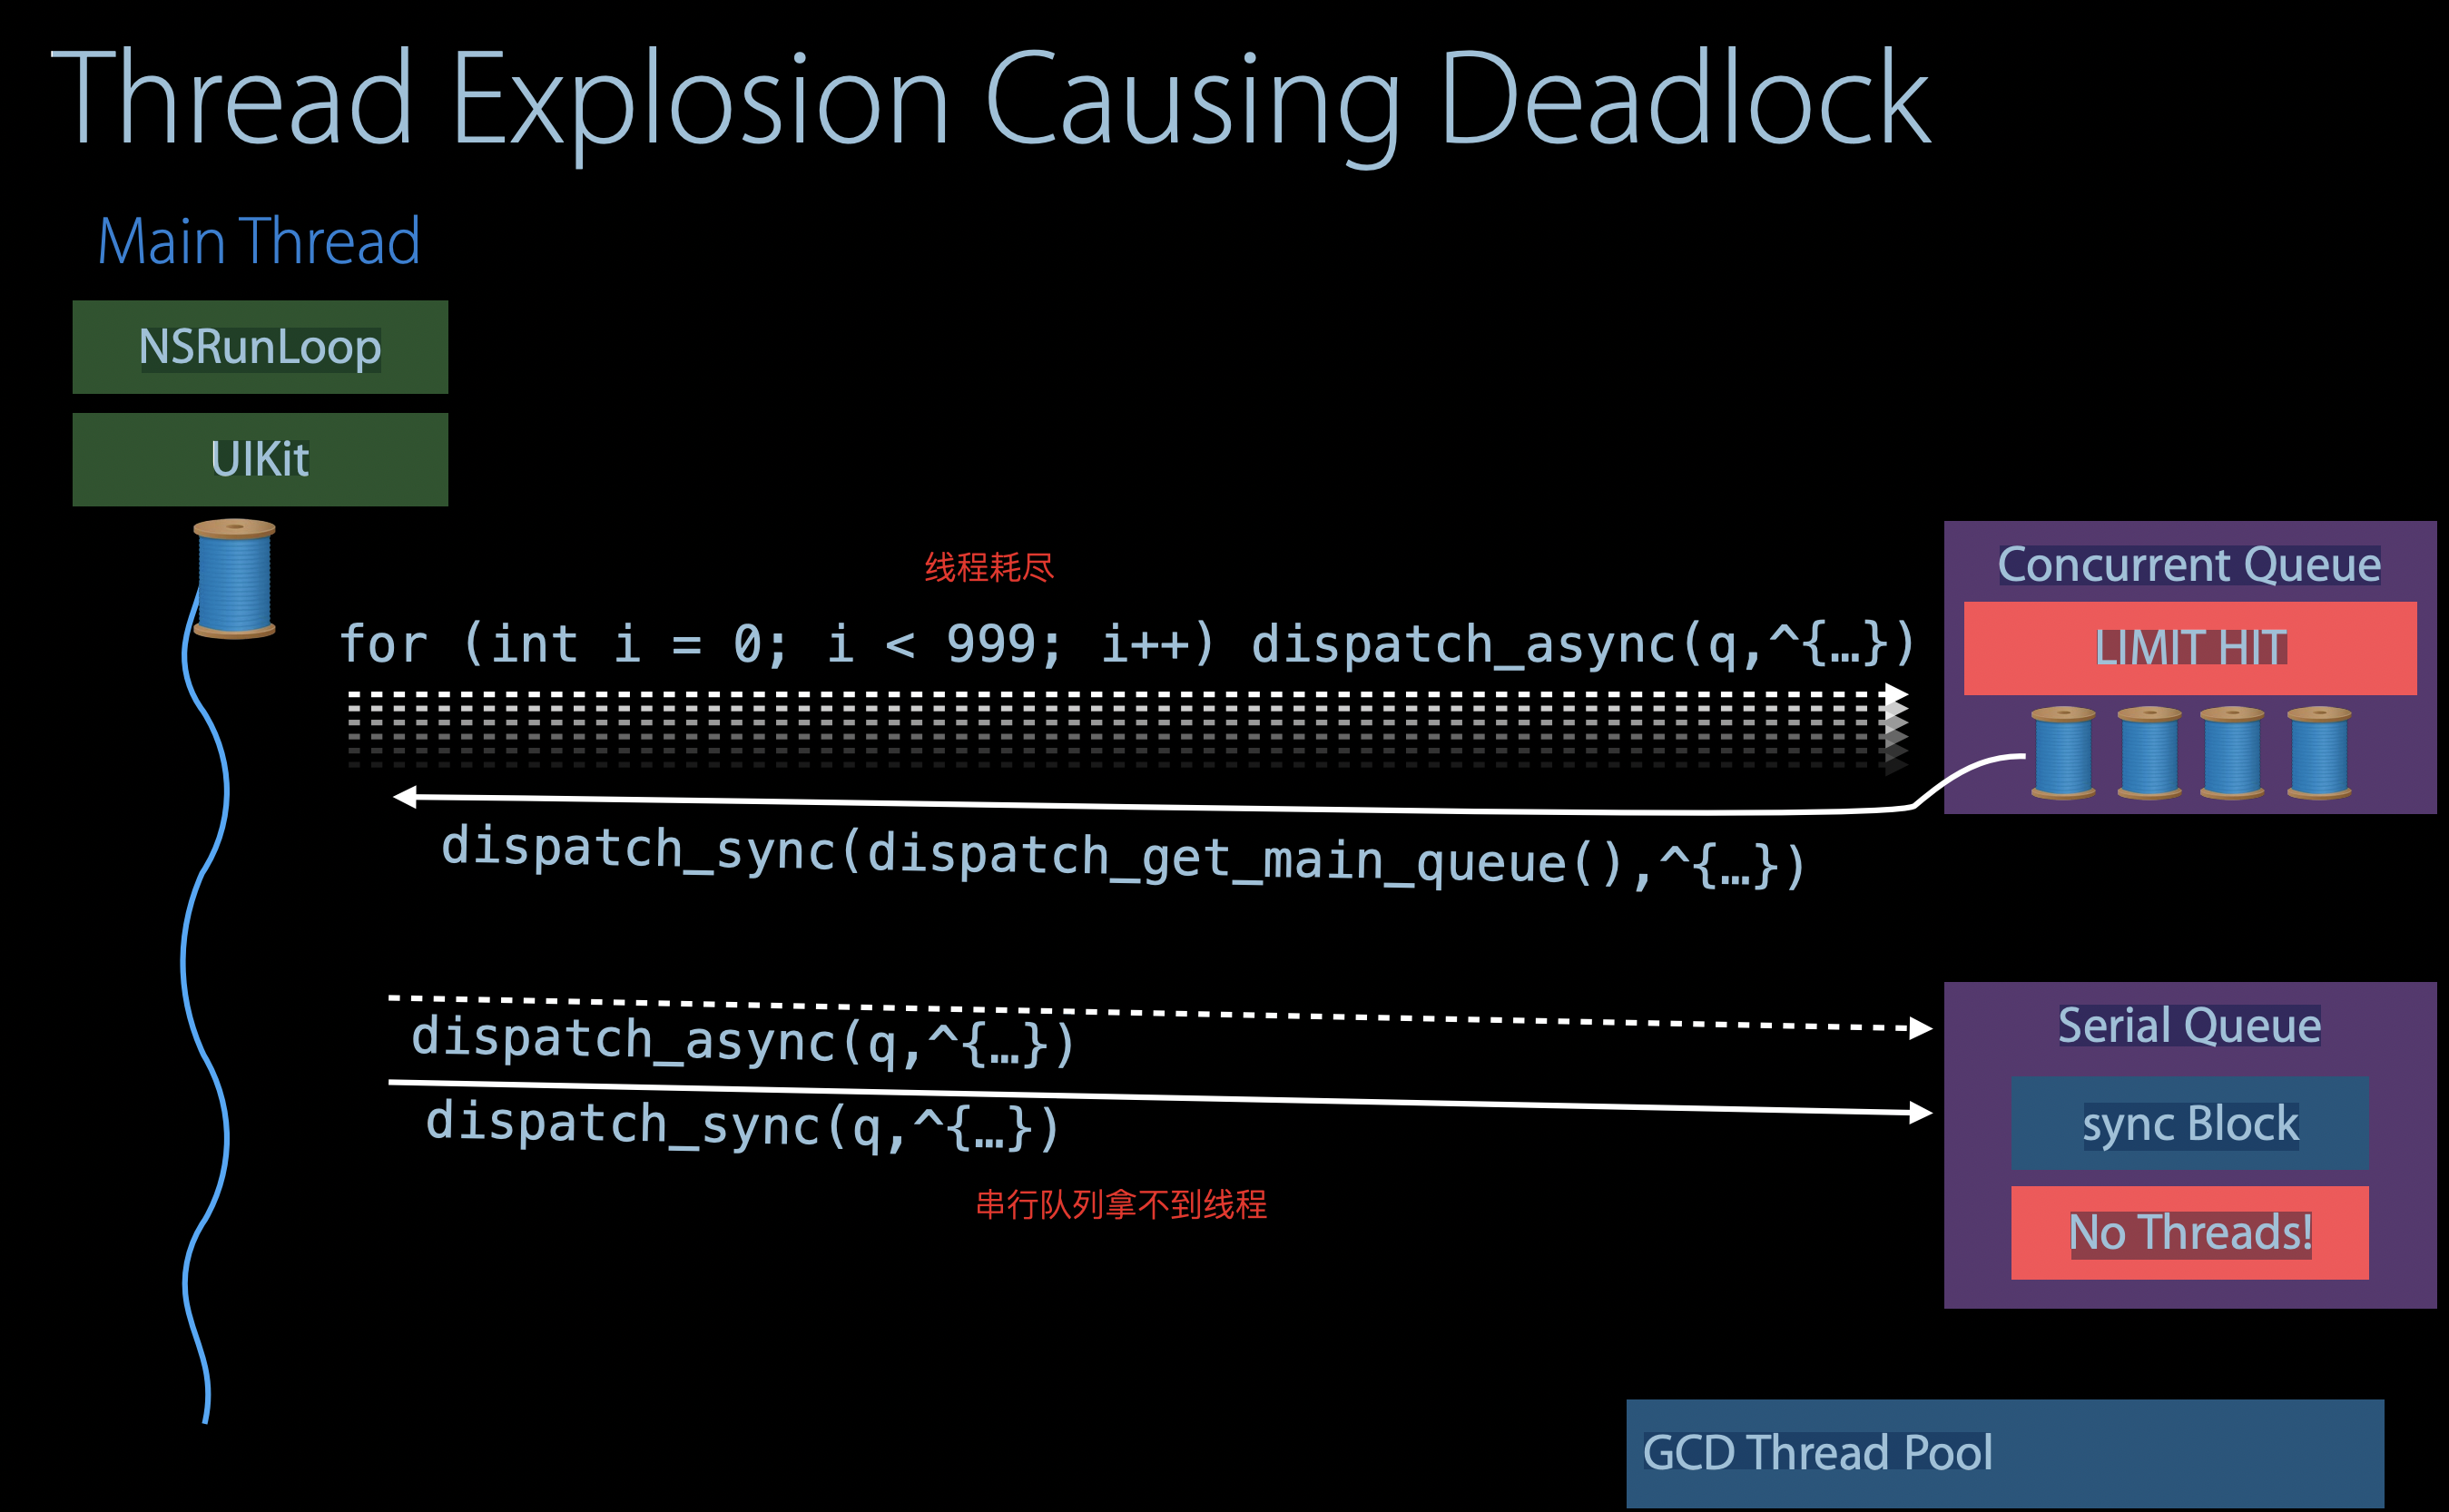 Thread Explosion Causing Deadlock
Main Thread
NSRunLoop
UIKit
线程耗尽
for (int i = 0; i < 999; i++) dispatch_async(q,^{…})
Concurrent Queue
LIMIT HIT
dispatch_sync(dispatch_get_main_queue(),^{…})
dispatch_async(q,^{…})
dispatch_sync(q,^{…})
串行队列拿不到线程
Serial Queue
sync Block
No Threads!
GCD Thread Pool